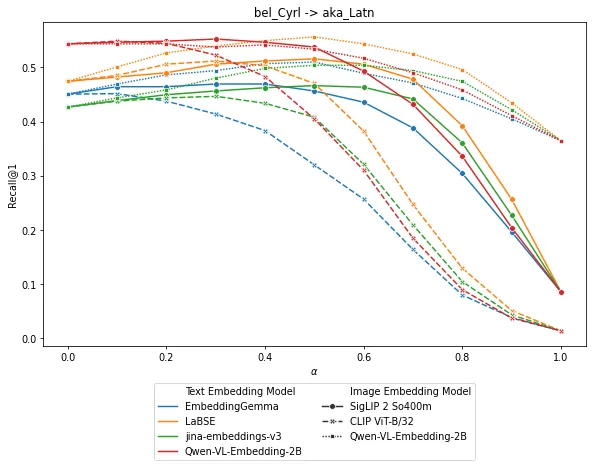 bel_Cyrl -> aka_Latn
Recall@1
0.5
0.4
0.3
0.2
0.1
0.0
0.0 0.2 0.4 0.6 0.8 1.0
α
Text Embedding Model
EmbeddingGemma
LaBSE
jina-embeddings-v3
Qwen-VL-Embedding-2B
Image Embedding Model
SigLIP 2 So400m
CLIP ViT-B/32
Qwen-VL-Embedding-2B